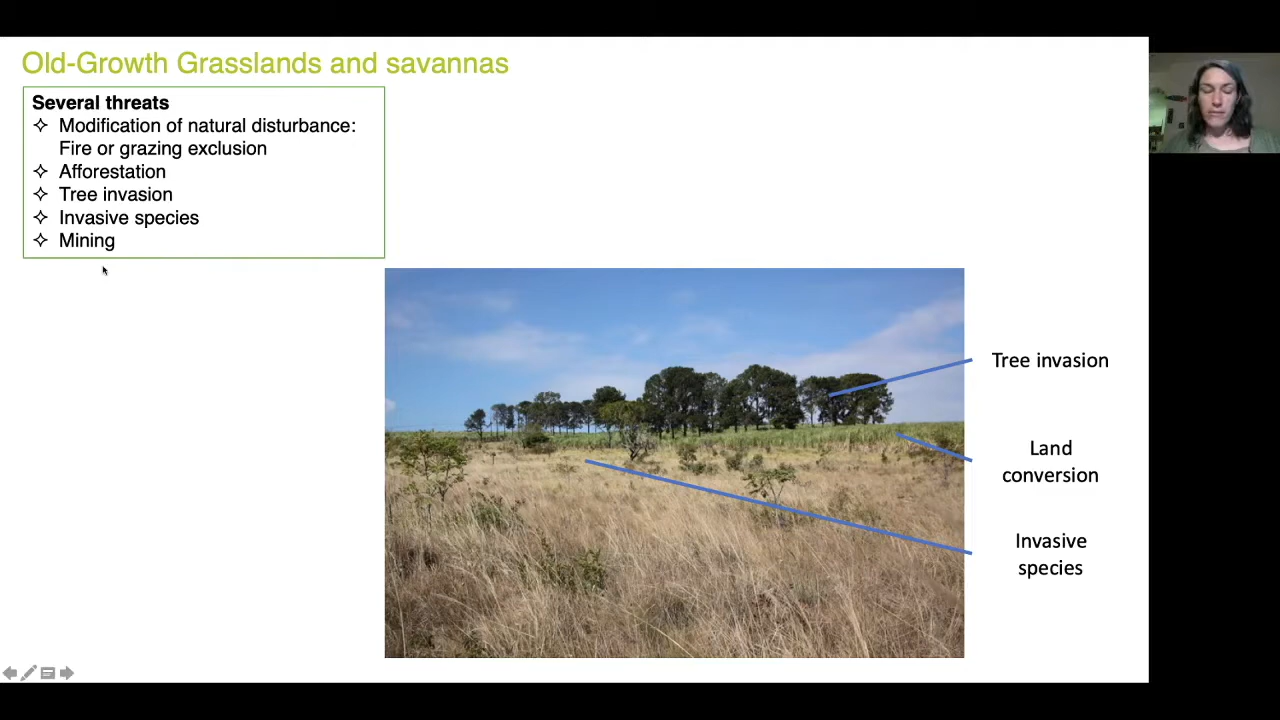 Old-Growth Grasslands and savannas
Several threats
Modification of natural disturbance:
Fire or grazing exclusion
Afforestation
Tree invasion
Invasive species
Mining
Tree invasion
Land
conversion
Invasive
species